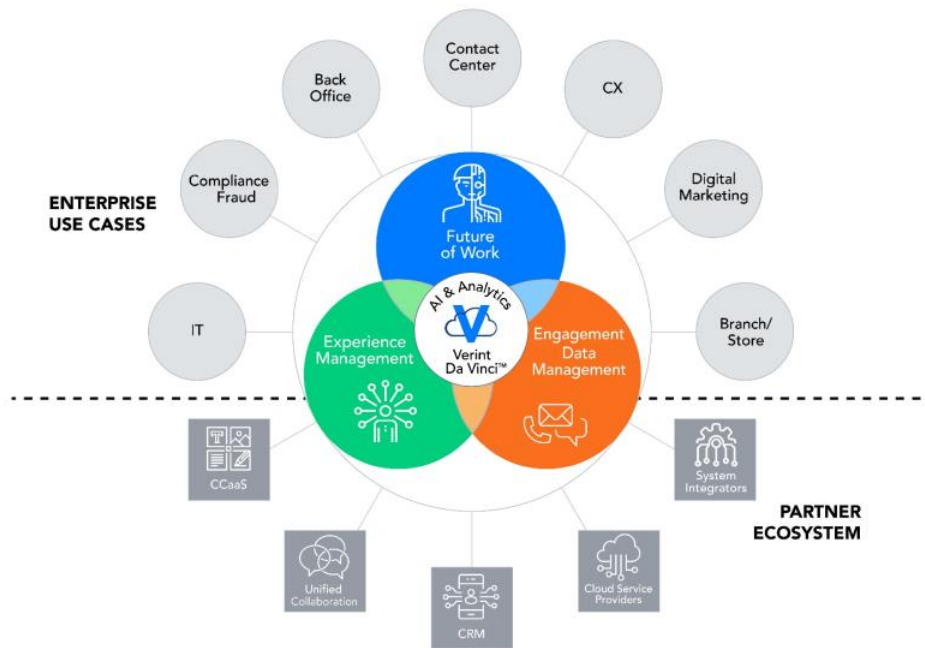 Contact
Center
Back
Office
CX
Compliance
Fraud
Digital
Marketing
ENTERPRISE
USE CASES
Future
of Work
AI & Analytics
V
Verint
Da Vinci™
IT
Experience
Management
Engagement
Data
Management
Branch/
Store
T
CCaaS
System
Integrators
PARTNER
ECOSYSTEM
Unified
Collaboration
Cloud Service
Providers
CRM